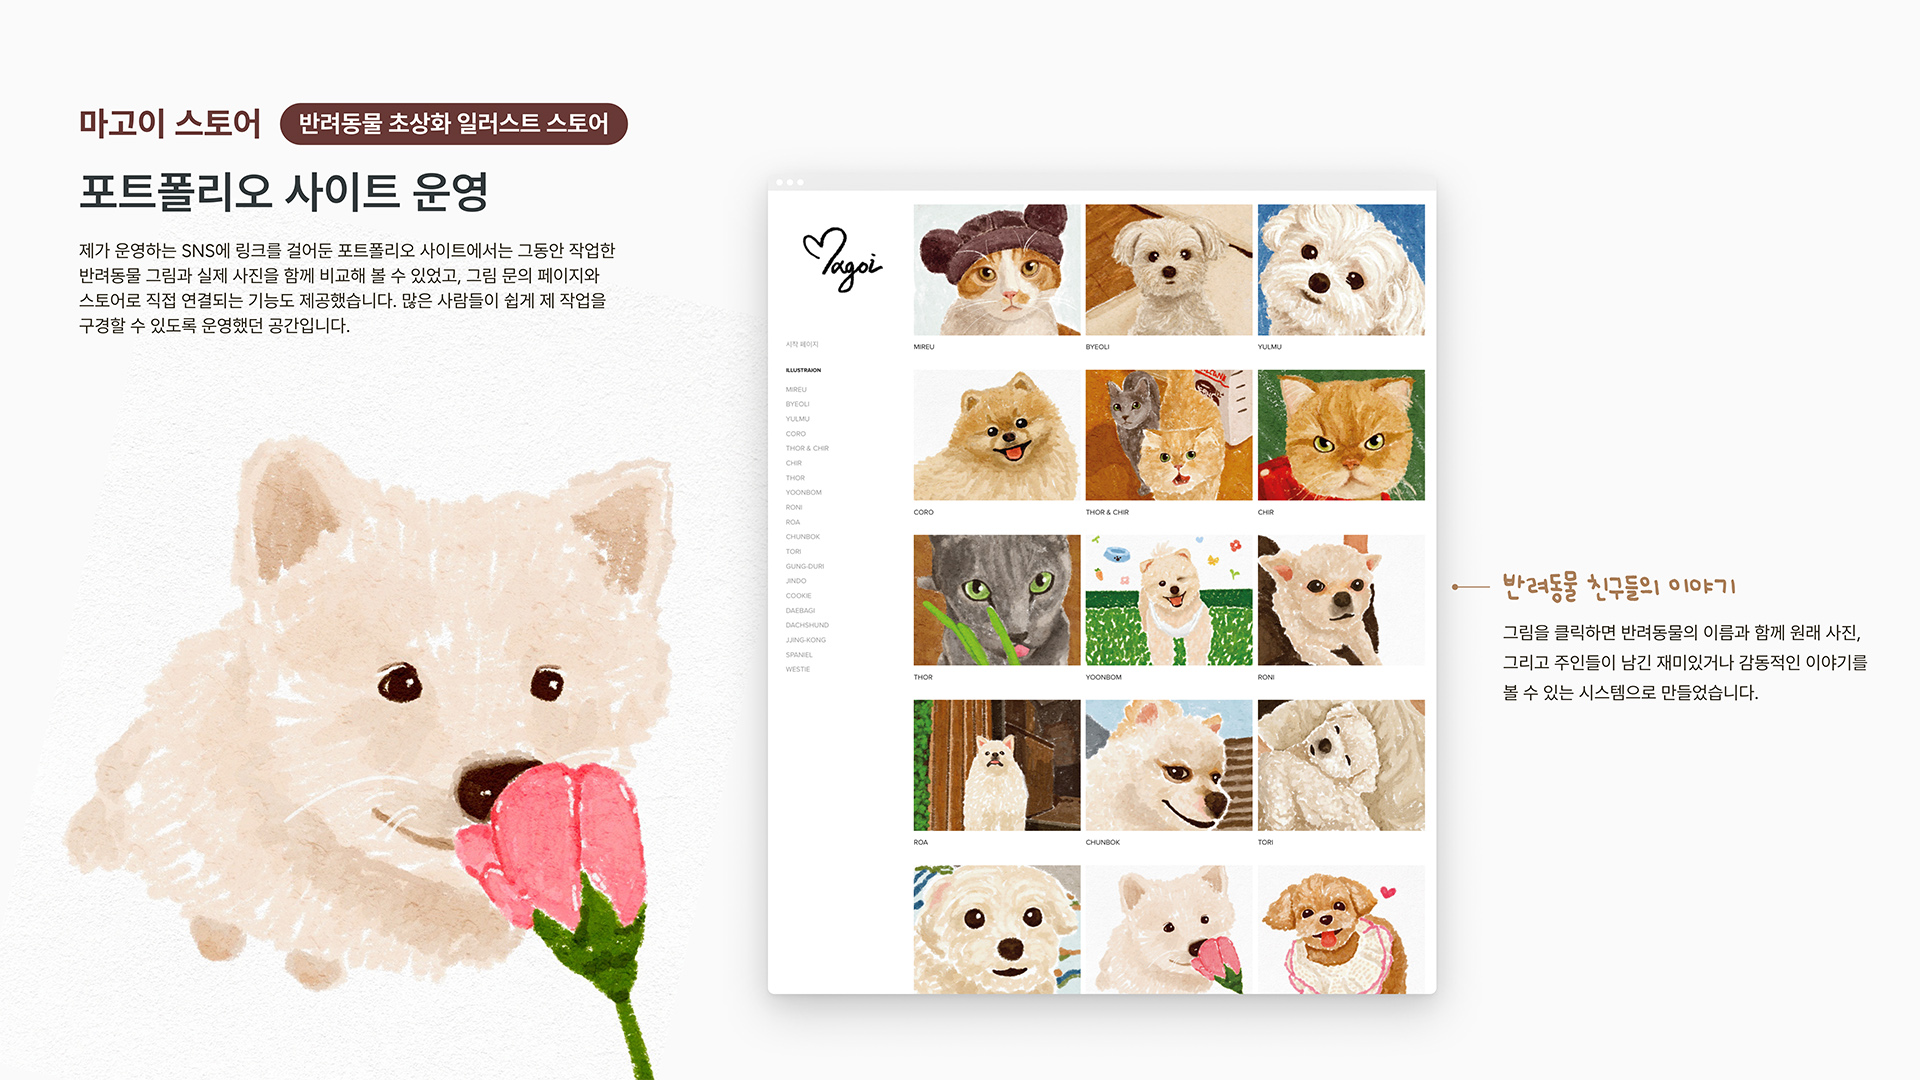 마고이 스토어
반려동물 초상화 일러스트 스토어
포트폴리오 사이트 운영
제가 운영하는 SNS에 링크를 걸어둔 포트폴리오 사이트에서는 그동안 작업한
반려동물 그림과 실제 사진을 함께 비교해 볼 수 있었고, 그림 문의 페이지와
스토어로 직접 연결되는 기능도 제공했습니다. 많은 사람들이 쉽게 제 작업을
구경할 수 있도록 운영했던 공간입니다.
Magoi
시작 페이지
ILLUSTRAION
MIREU
BYEOLI
YULMU
CORO
THOR & CHIR
CHIR
THOR
YOONBOM
RONI
ROA
CHUNBOK
TORI
GUNG-DURI
JINDO
COOKIE
DAEBAGI
DACHSHUND
JJING-KONG
SPANIEL
WESTIE
MIREU
BYEOLI
YULMU
CORO
THOR & CHIR
CHIR
THOR
YOONBOM
RONI
ROA
CHUNBOK
TORI
반려동물 친구들의 이야기
그림을 클릭하면 반려동물의 이름과 함께 원래 사진,
그리고 주인들이 남긴 재미있거나 감동적인 이야기를
볼 수 있는 시스템으로 만들었습니다.